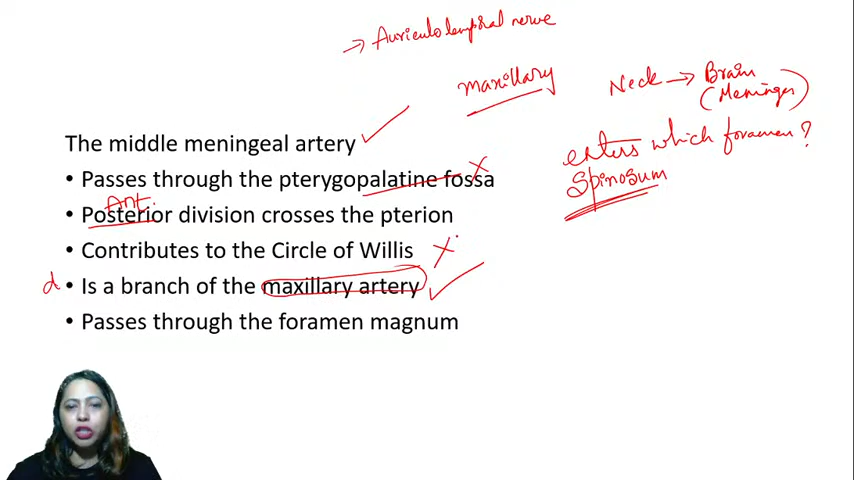 → Auriculotemporal nerve
maxillary
Neck → Brain
(Meninges)
enters which foramen?
Spinosum
The middle meningeal artery
• Passes through the pterygopalatine fossa
Ant.
• Posterior division crosses the pterion
• Contributes to the Circle of Willis
d • Is a branch of the maxillary artery
• Passes through the foramen magnum